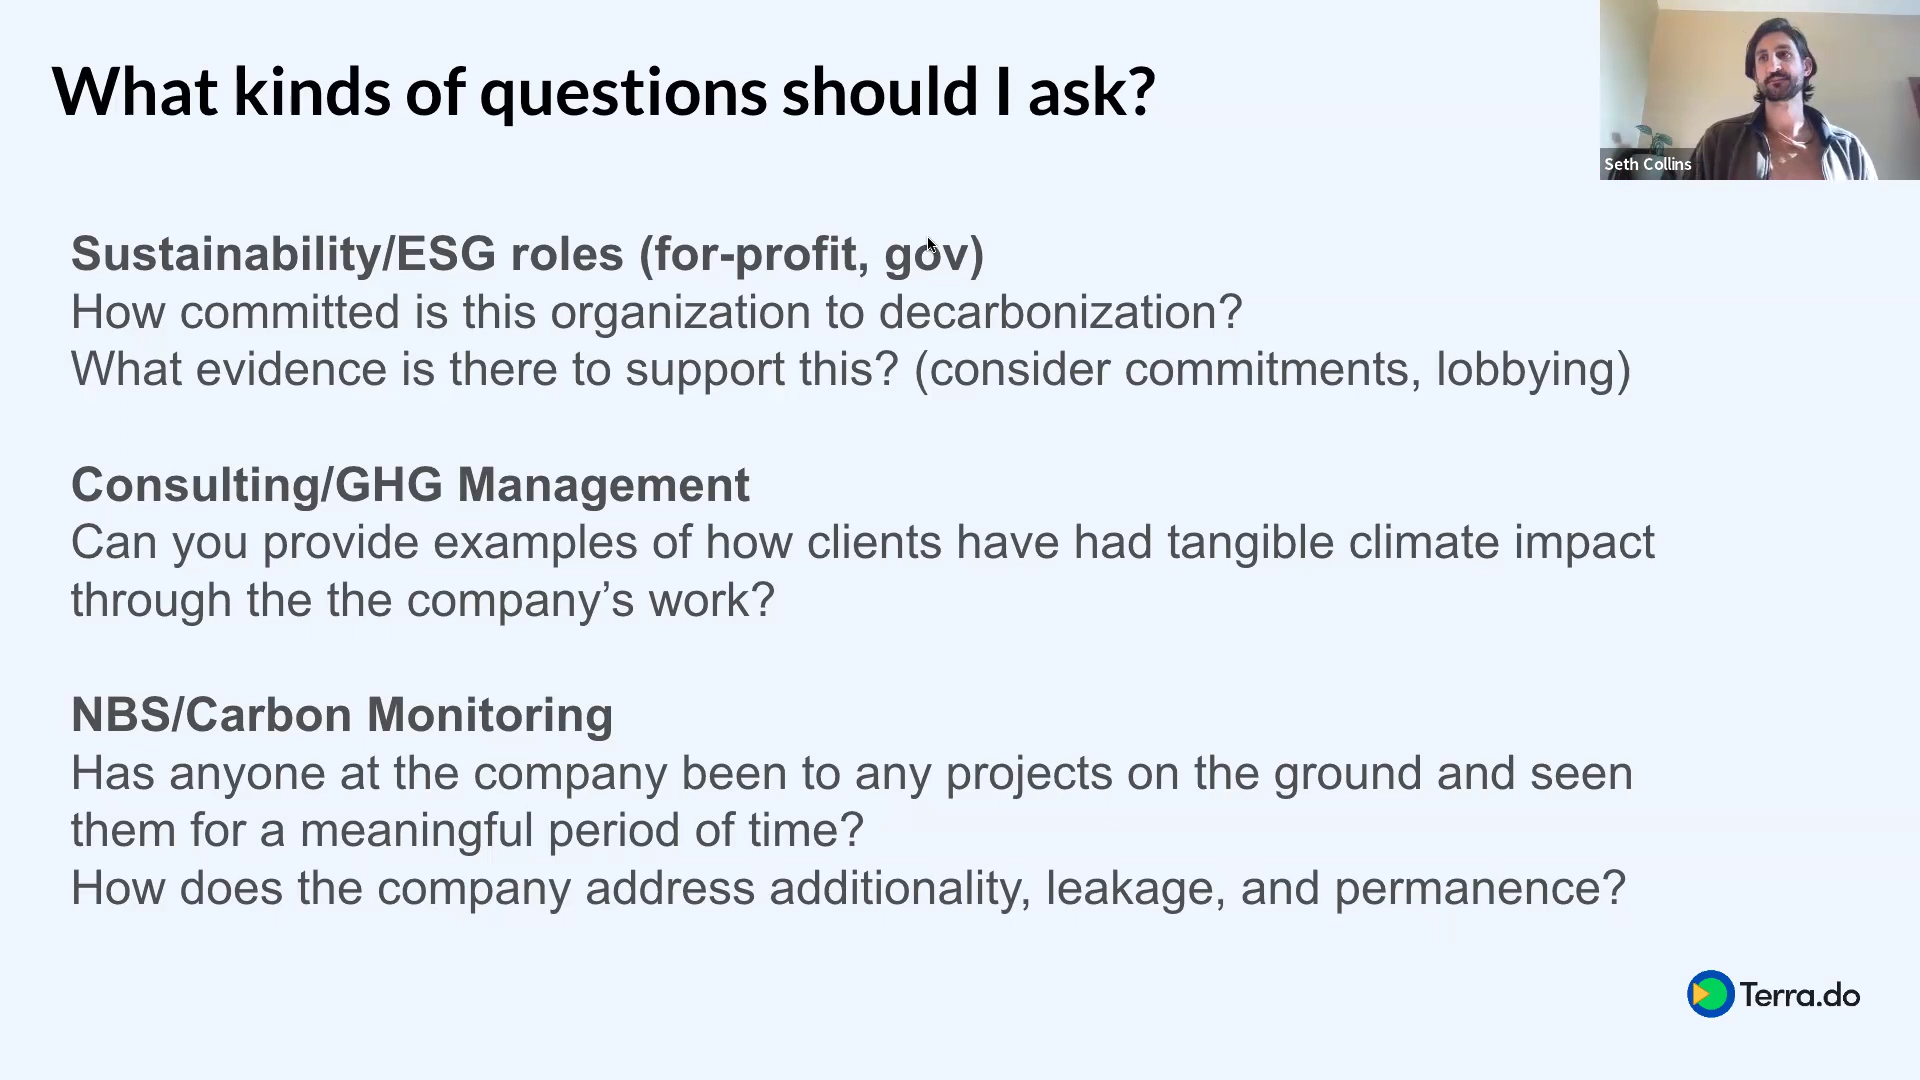 What kinds of questions should I ask?
Seth Collins
Sustainability/ESG roles (for-profit, gov)
How committed is this organization to decarbonization?
What evidence is there to support this? (consider commitments, lobbying)
Consulting/GHG Management
Can you provide examples of how clients have had tangible climate impact
through the the company’s work?
NBS/Carbon Monitoring
Has anyone at the company been to any projects on the ground and seen
them for a meaningful period of time?
How does the company address additionality, leakage, and permanence?
Terra.do